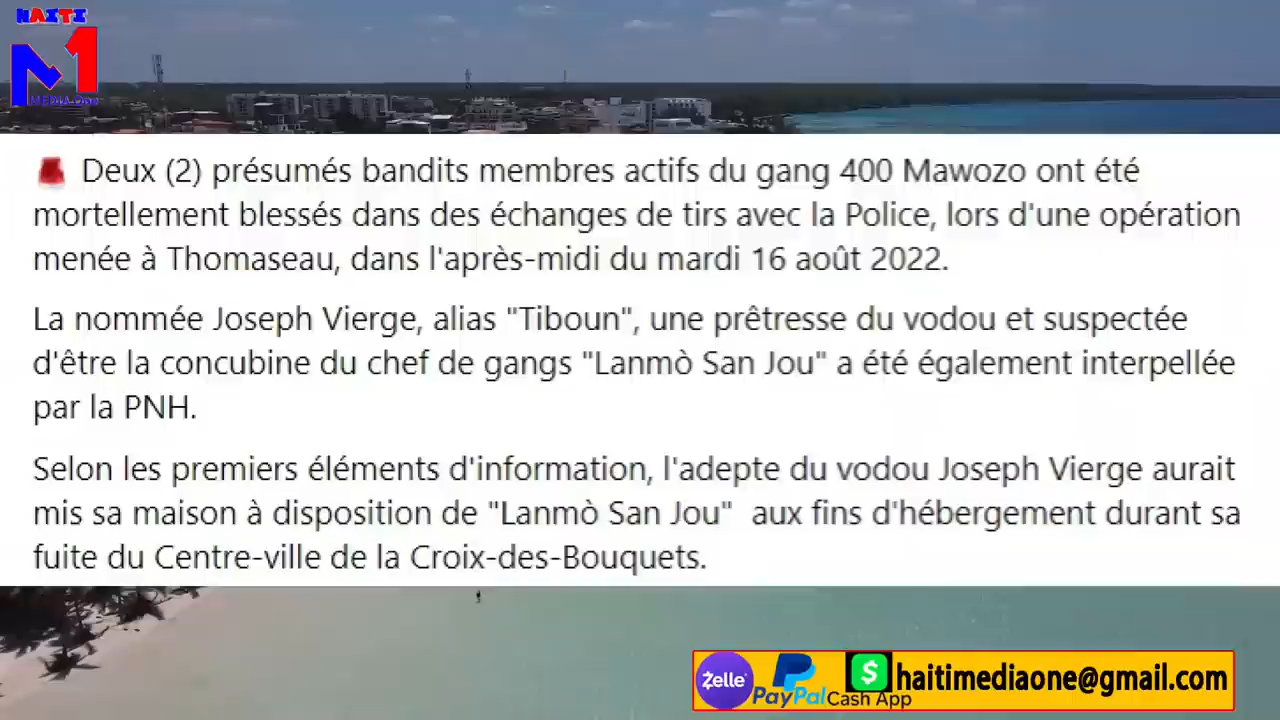 HAITI
M1
MEDIA One
Deux (2) présumés bandits membres actifs du gang 400 Mawozo ont été
mortellement blessés dans des échanges de tirs avec la Police, lors d'une opération
menée à Thomaseau, dans l'après-midi du mardi 16 août 2022.
La nommée Joseph Vierge, alias "Tiboun", une prêtresse du vodou et suspectée
d'être la concubine du chef de gangs "Lanmò San Jou" a été également interpellée
par la PNH.
Selon les premiers éléments d'information, l'adepte du vodou Joseph Vierge aurait
mis sa maison à disposition de "Lanmò San Jou" aux fins d'hébergement durant sa
fuite du Centre-ville de la Croix-des-Bouquets.
Zelle PayPal $ Cash App haitimediaone@gmail.com